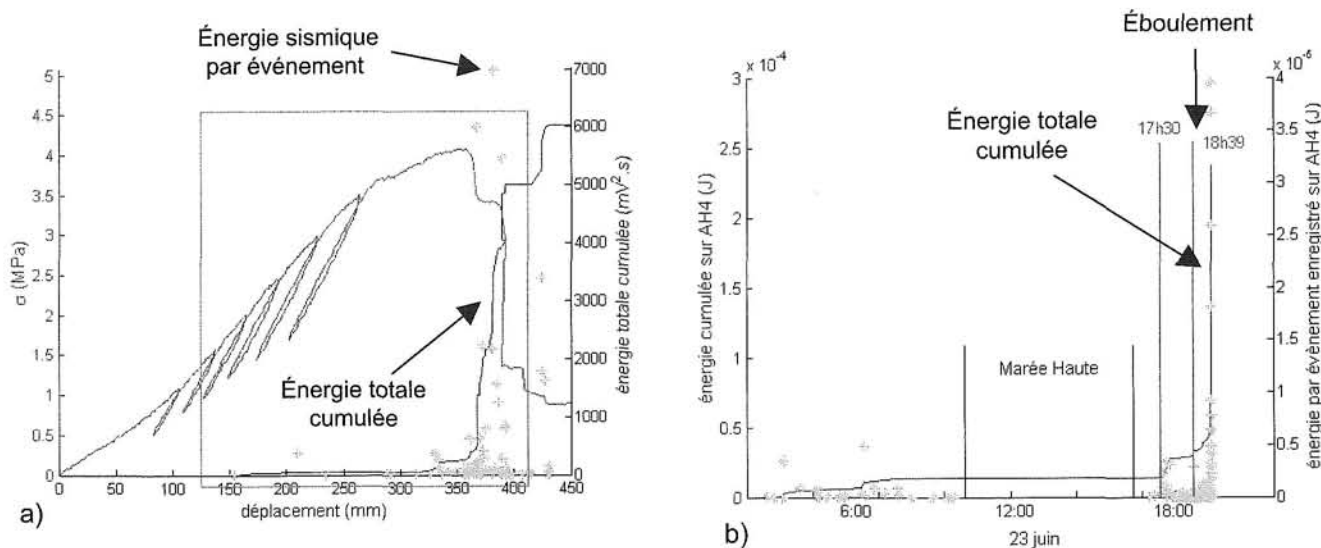 Énergie sismique
par événement
5
4.5
4
3.5
3
2.5
2
1.5
1
0.5
0
σ (MPa)
7000
6000
5000
4000
3000
2000
1000
0
énergie totale cumulée (mV².s)
Énergie totale
cumulée
0 50 100 150 200 250 300 350 400 450
déplacement (mm)
a)
Éboulement
x 10⁻⁴
3
2.5
2
1.5
1
0.5
0
énergie cumulée sur AH4 (J)
x 10⁻⁶
4
3.5
3
2.5
2
1.5
1
0.5
0
énergie par évènement enregistré sur AH4 (J)
Énergie totale
cumulée
17h30
18h39
Marée Haute
6:00 12:00 18:00
23 juin
b)